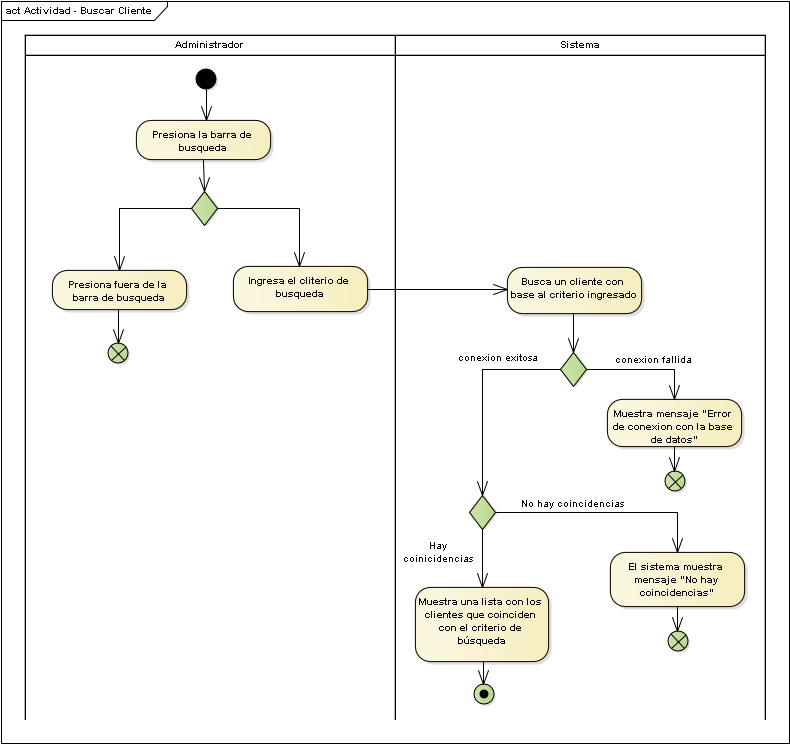 act Actividad - Buscar Cliente
Administrador
Sistema
Presiona la barra de
busqueda
Presiona fuera de la
barra de busqueda
Ingresa el cliterio de
busqueda
Busca un cliente con
base al criterio ingresado
conexion exitosa
conexion fallida
Muestra mensaje "Error
de conexion con la base
de datos"
No hay coincidencias
Hay
coinicidencias
El sistema muestra
mensaje "No hay
coincidencias"
Muestra una lista con los
clientes que coinciden
con el criterio de
búsqueda